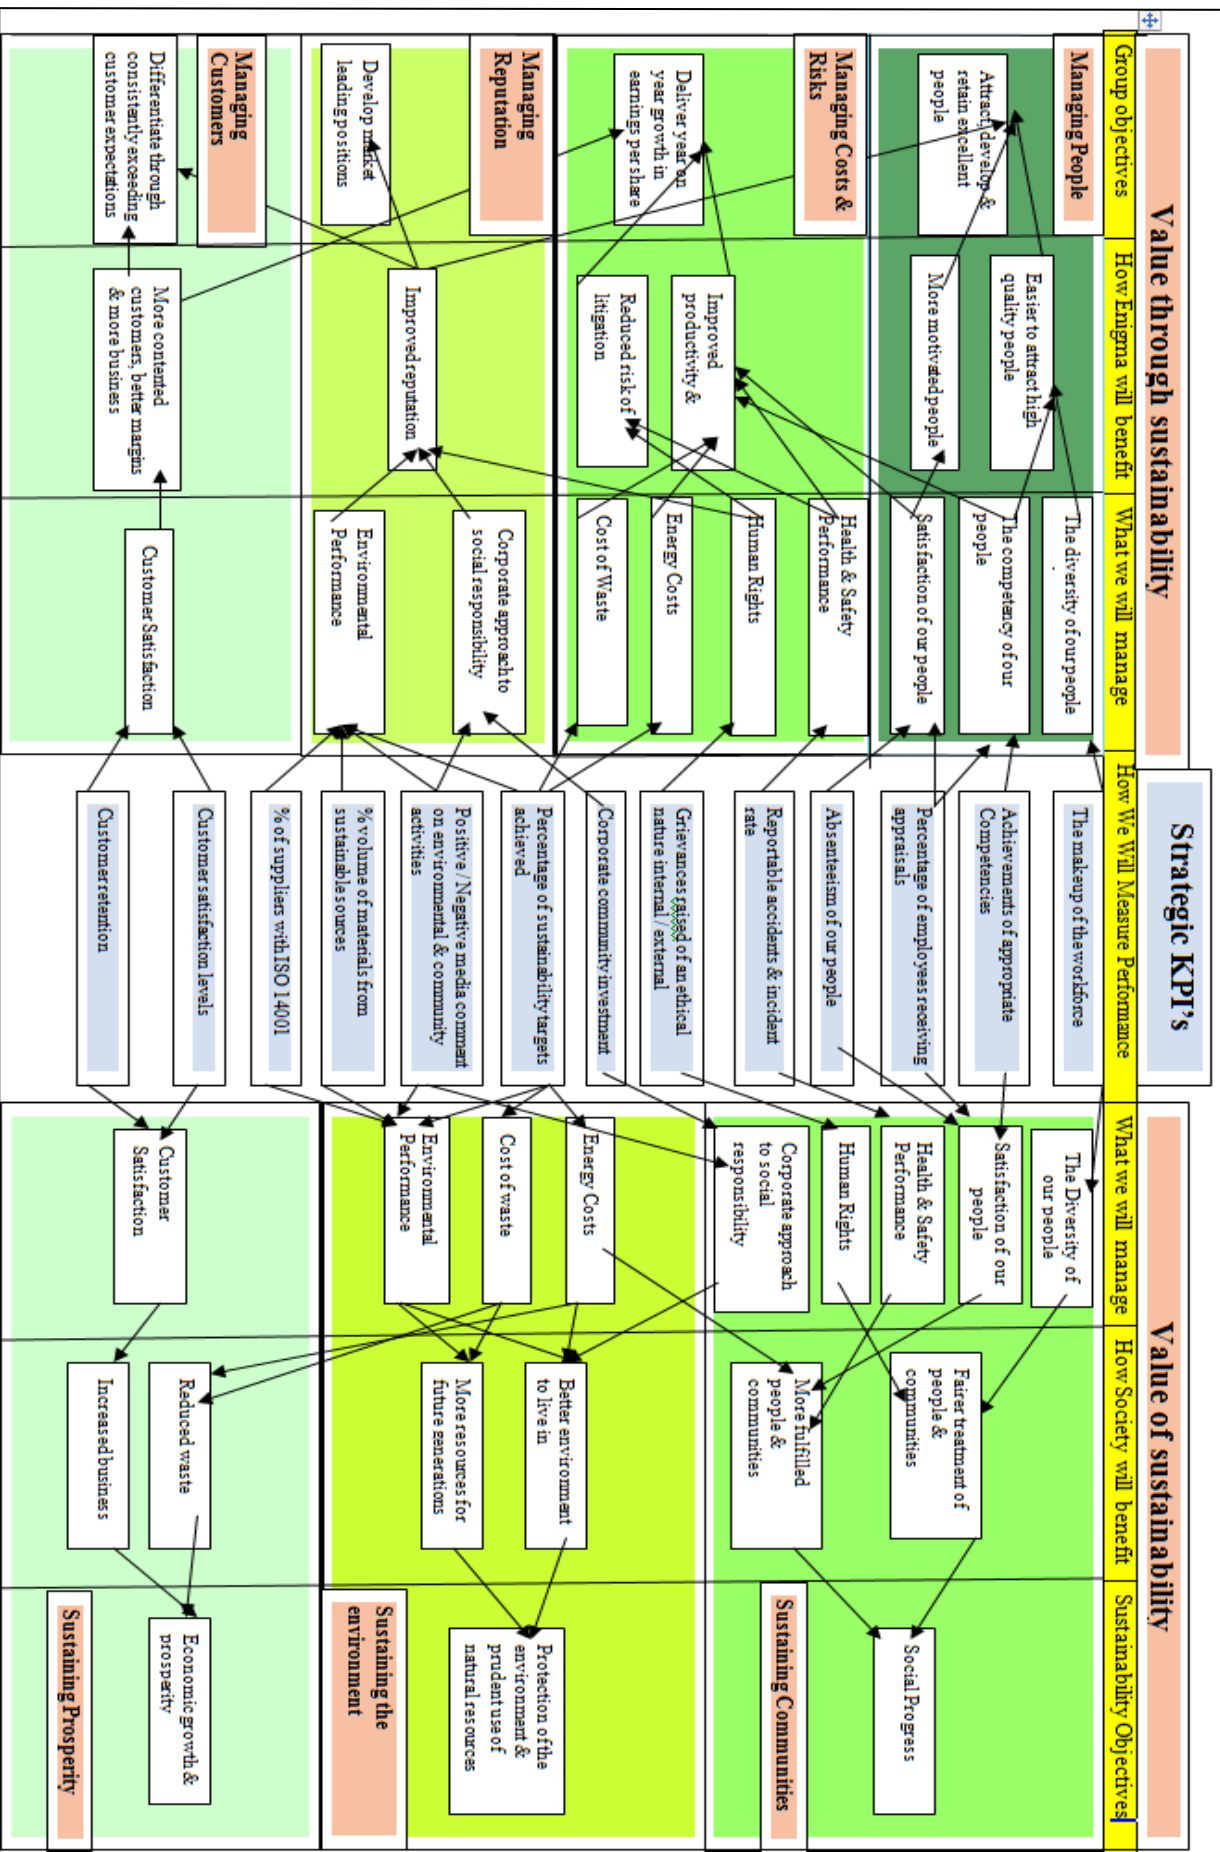 Value through sustainability
Strategic KPI's
Value of sustainability
Group objectives
How Enigma will benefit
What we will manage
How We Will Measure Performance
What we will manage
How Society will benefit
Sustainability Objectives
Managing People
Attract, develop &
retain excellent
people
Easier to attract high
quality people
More motivated people
The diversity of our people
The competency of our
people
Satisfaction of our people
Managing Costs &
Risks
Deliver year on
year growth in
earnings per share
Improved
productivity &
Reduced risk of
litigation
Health & Safety
Performance
Human Rights
Energy Costs
Cost of Waste
Managing
Reputation
Develop market
leading positions
Improved reputation
Corporate approach to
social responsibility
Environmental
Performance
Managing
Customers
Differentiate through
consistently exceeding
customer expectations
More contented
customers, better margins
& more business
Customer Satisfaction
The makeup of the workforce
Achievements of appropriate
Competencies
Percentage of employees receiving
appraisals
Absenteeism of our people
Reportable accidents & incident
rate
Grievances raised of an ethical
nature internal / external
Corporate community investment
Percentage of sustainability targets
achieved
Positive / Negative media comment
on environmental & community
activities
% volume of materials from
sustainable sources
% of suppliers with ISO 14001
Customer satisfaction levels
Customer retention
The Diversity of
our people
Satisfaction of our
people
Health & Safety
Performance
Human Rights
Corporate approach
to social
responsibility
Fairer treatment of
people &
communities
More fulfilled
people &
communities
Social Progress
Sustaining Communities
Energy Costs
Cost of waste
Environmental
Performance
Better environment
to live in
More resources for
future generations
Protection of the
environment &
prudent use of
natural resources
Sustaining the
environment
Customer
Satisfaction
Reduced waste
Increased business
Economic growth &
prosperity
Sustaining Prosperity